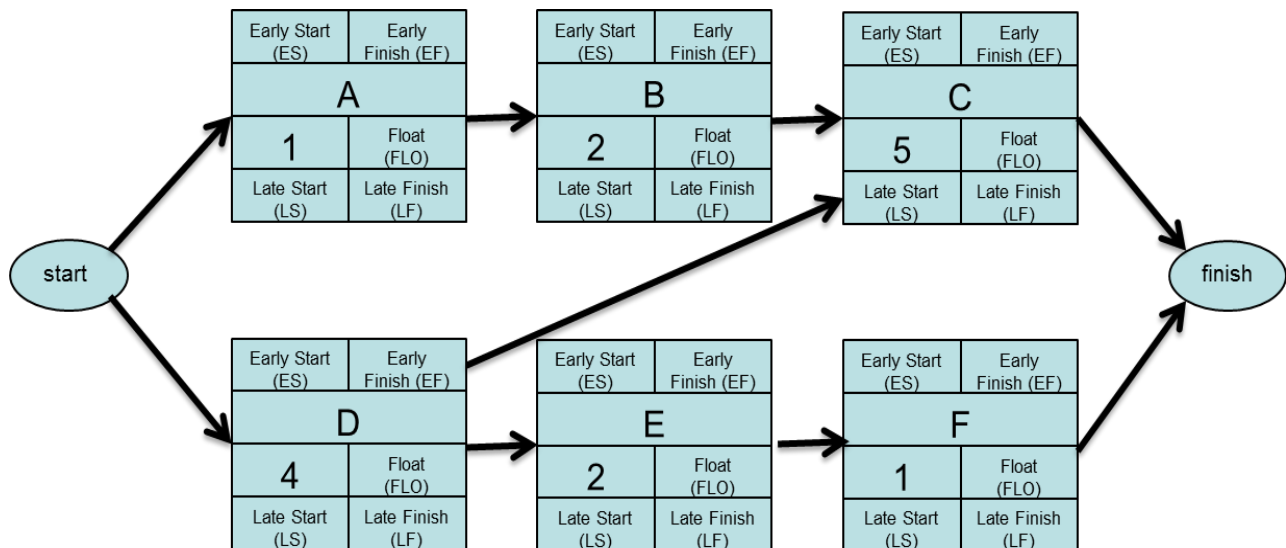 Early Start
(ES)
Early
Finish (EF)
A
1
Float
(FLO)
Late Start
(LS)
Late Finish
(LF)
Early Start
(ES)
Early
Finish (EF)
B
2
Float
(FLO)
Late Start
(LS)
Late Finish
(LF)
Early Start
(ES)
Early
Finish (EF)
C
5
Float
(FLO)
Late Start
(LS)
Late Finish
(LF)
start
finish
Early Start
(ES)
Early
Finish (EF)
D
4
Float
(FLO)
Late Start
(LS)
Late Finish
(LF)
Early Start
(ES)
Early
Finish (EF)
E
2
Float
(FLO)
Late Start
(LS)
Late Finish
(LF)
Early Start
(ES)
Early
Finish (EF)
F
1
Float
(FLO)
Late Start
(LS)
Late Finish
(LF)